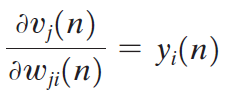 ∂v_j(n)/∂w_ji(n) = y_i(n)